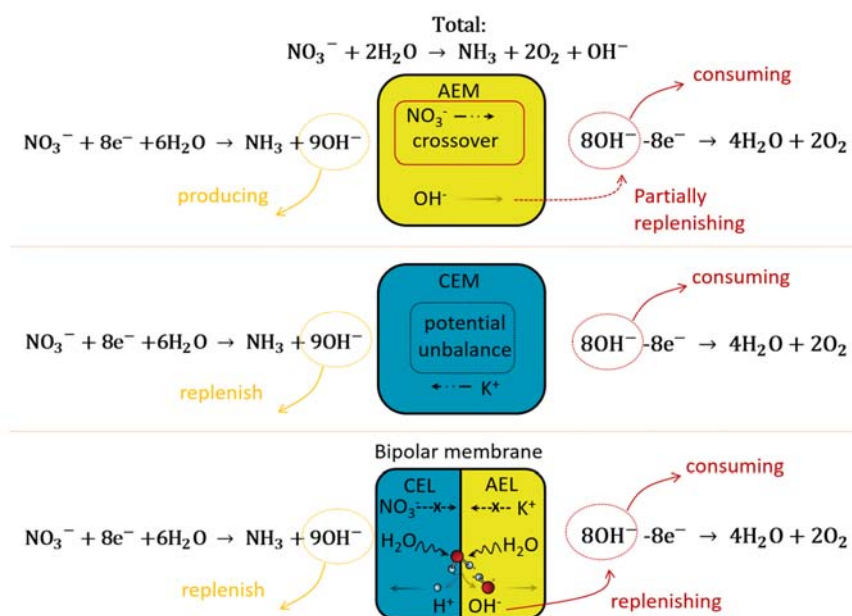 Total:
NO₃⁻ + 2H₂O → NH₃ + 2O₂ + OH⁻
consuming
AEM
NO₃⁻
crossover
NO₃⁻ + 8e⁻ +6H₂O → NH₃ + 9OH⁻
8OH⁻ -8e⁻ → 4H₂O + 2O₂
producing
OH⁻
Partially
replenishing
CEM
consuming
potential
unbalance
NO₃⁻ + 8e⁻ +6H₂O → NH₃ + 9OH⁻
8OH⁻ -8e⁻ → 4H₂O + 2O₂
replenish
K⁺
Bipolar membrane
consuming
CEL
AEL
NO₃⁻
x
x
K⁺
NO₃⁻ + 8e⁻ +6H₂O → NH₃ + 9OH⁻
H₂O
H₂O
8OH⁻ -8e⁻ → 4H₂O + 2O₂
replenish
H⁺
OH⁻
replenishing